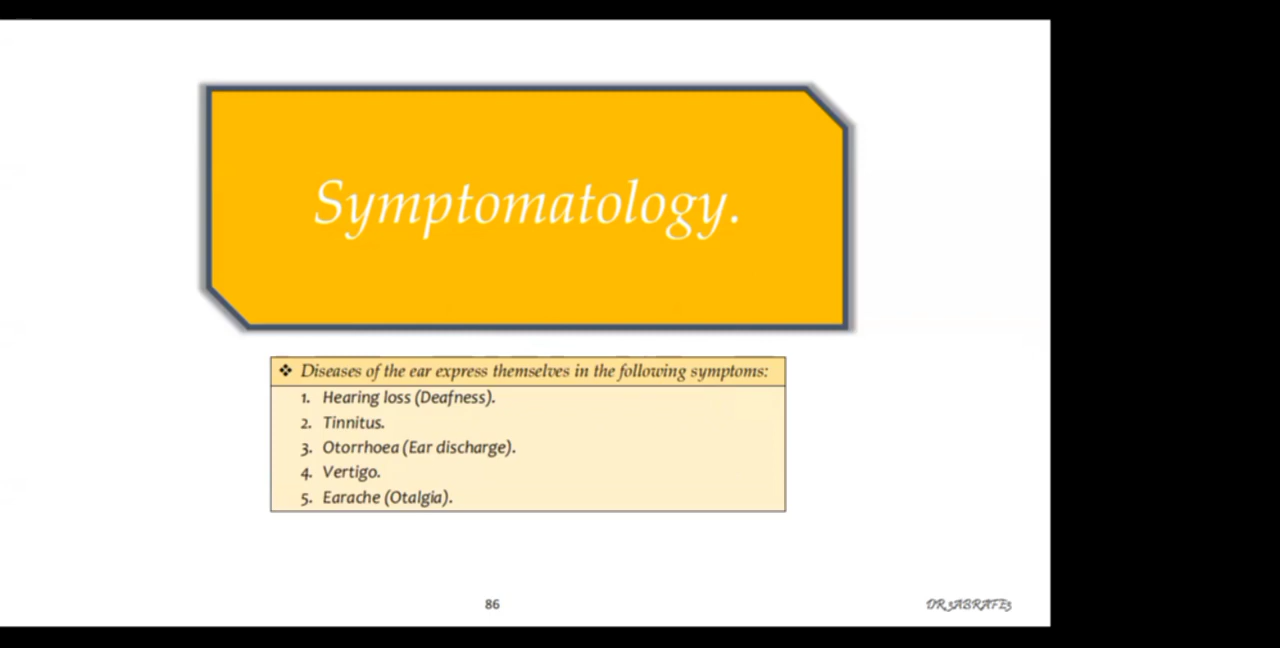 Symptomatology.
❖ Diseases of the ear express themselves in the following symptoms:
1. Hearing loss (Deafness).
2. Tinnitus.
3. Otorrhoea (Ear discharge).
4. Vertigo.
5. Earache (Otalgia).
86
DR_3ABRAFE3